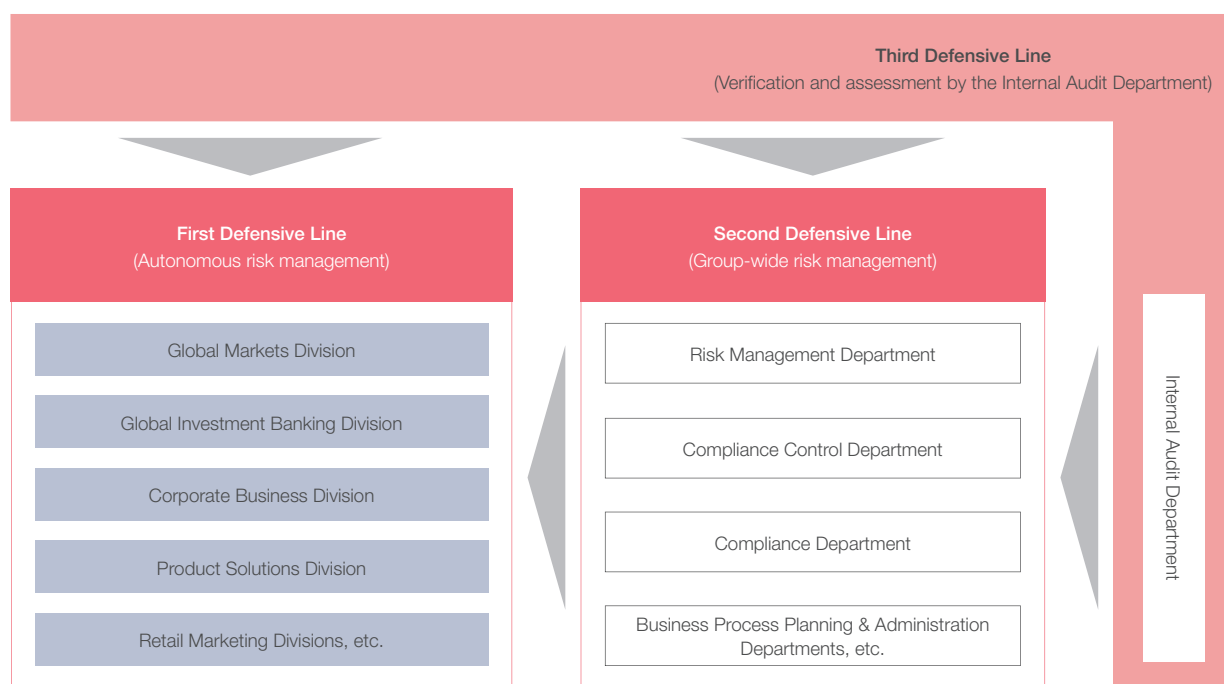 Third Defensive Line
(Verification and assessment by the Internal Audit Department)
First Defensive Line
(Autonomous risk management)
Global Markets Division
Global Investment Banking Division
Corporate Business Division
Product Solutions Division
Retail Marketing Divisions, etc.
Second Defensive Line
(Group-wide risk management)
Risk Management Department
Compliance Control Department
Compliance Department
Business Process Planning & Administration
Departments, etc.
Internal Audit Department